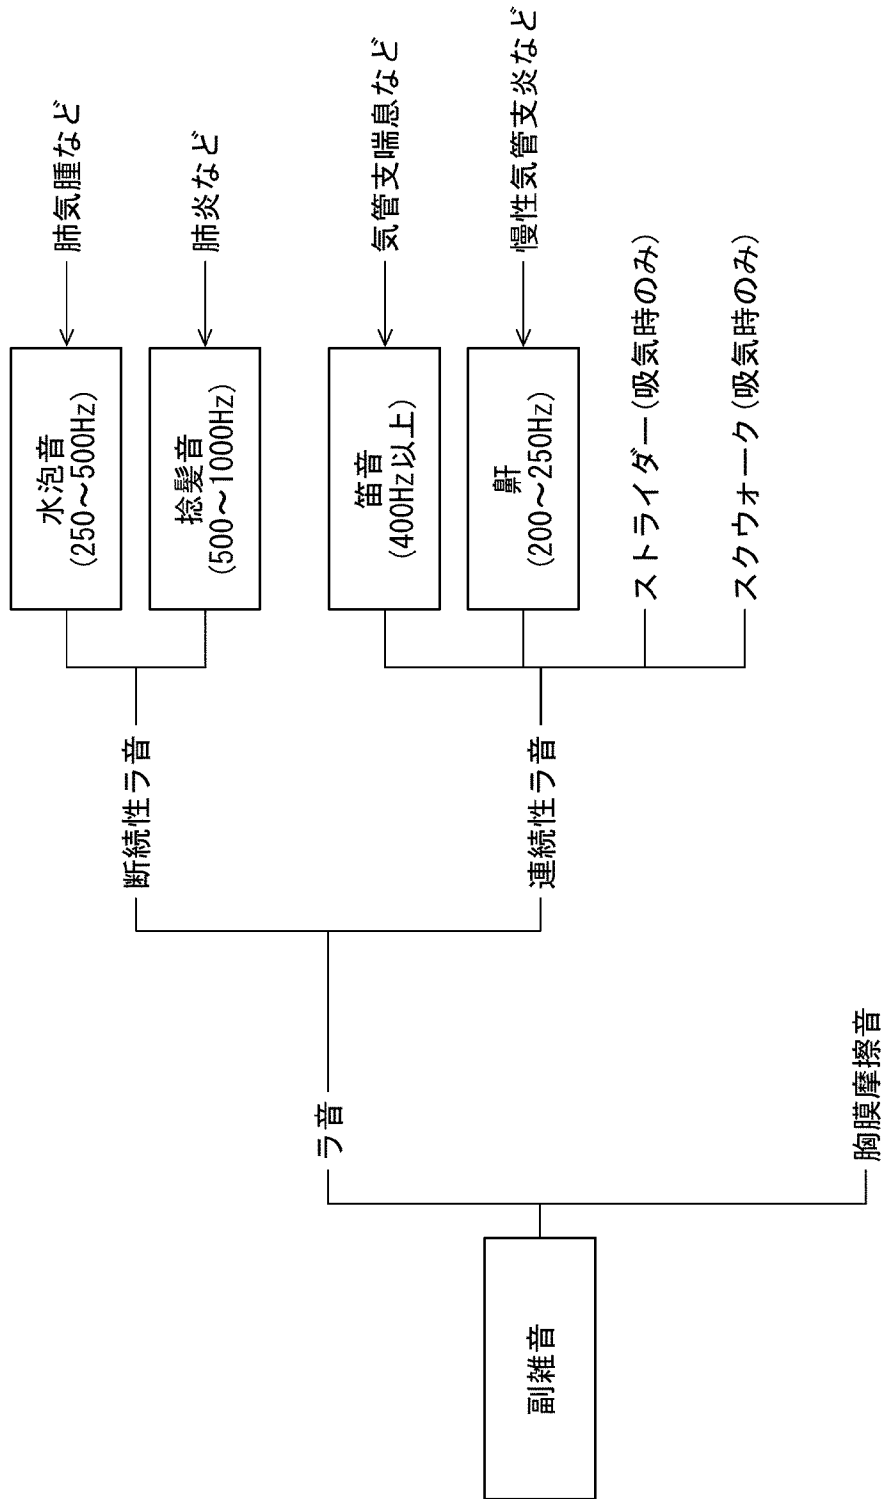 副雑音
ラ音
断続性ラ音
水泡音
(250～500Hz)
肺気腫など
捻髪音
(500～1000Hz)
肺炎など
連続性ラ音
笛音
(400Hz以上)
気管支喘息など
鼾
(200～250Hz)
慢性気管支炎など
ストライダー(吸気時のみ)
スクウォーク(吸気時のみ)
胸膜摩擦音